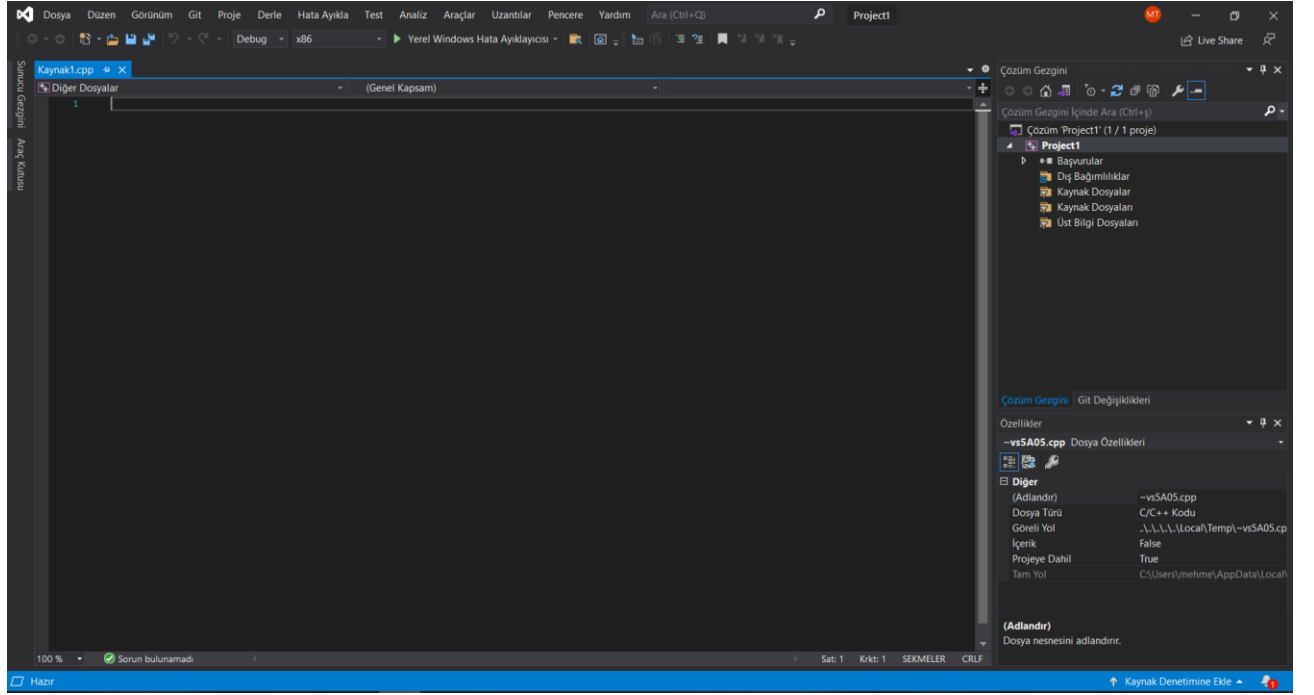 Dosya Düzen Görünüm Git Proje Derle Hata Ayıkla Test Analiz Araçlar Uzantılar Pencere Yardım Ara (Ctrl+Q) Project1 MT
Debug x86 Yerel Windows Hata Ayıklayıcısı Live Share
Sunucu Gezgini
Araç Kutusu
Kaynak1.cpp
Diğer Dosyalar (Genel Kapsam)
1
Çözüm Gezgini
Çözüm Gezgini İçinde Ara (Ctrl+ş)
Çözüm 'Project1' (1 / 1 proje)
Project1
Başvurular
Dış Bağımlılıklar
Kaynak Dosyalar
Kaynak Dosyaları
Üst Bilgi Dosyaları
Çözüm Gezgini Git Değişiklikleri
Özellikler
~vs5A05.cpp Dosya Özellikleri
Diğer
(Adlandır) ~vs5A05.cpp
Dosya Türü C/C++ Kodu
Göreli Yol ..\..\..\..\Local\Temp\~vs5A05.cp
İçerik False
Projeye Dahil True
Tam Yol C:\Users\mehme\AppData\Local\
(Adlandır)
Dosya nesnesini adlandırır.
100 % Sorun bulunamadı Sat: 1 Krkt: 1 SEKMELER CRLF
Hazır Kaynak Denetimine Ekle 1